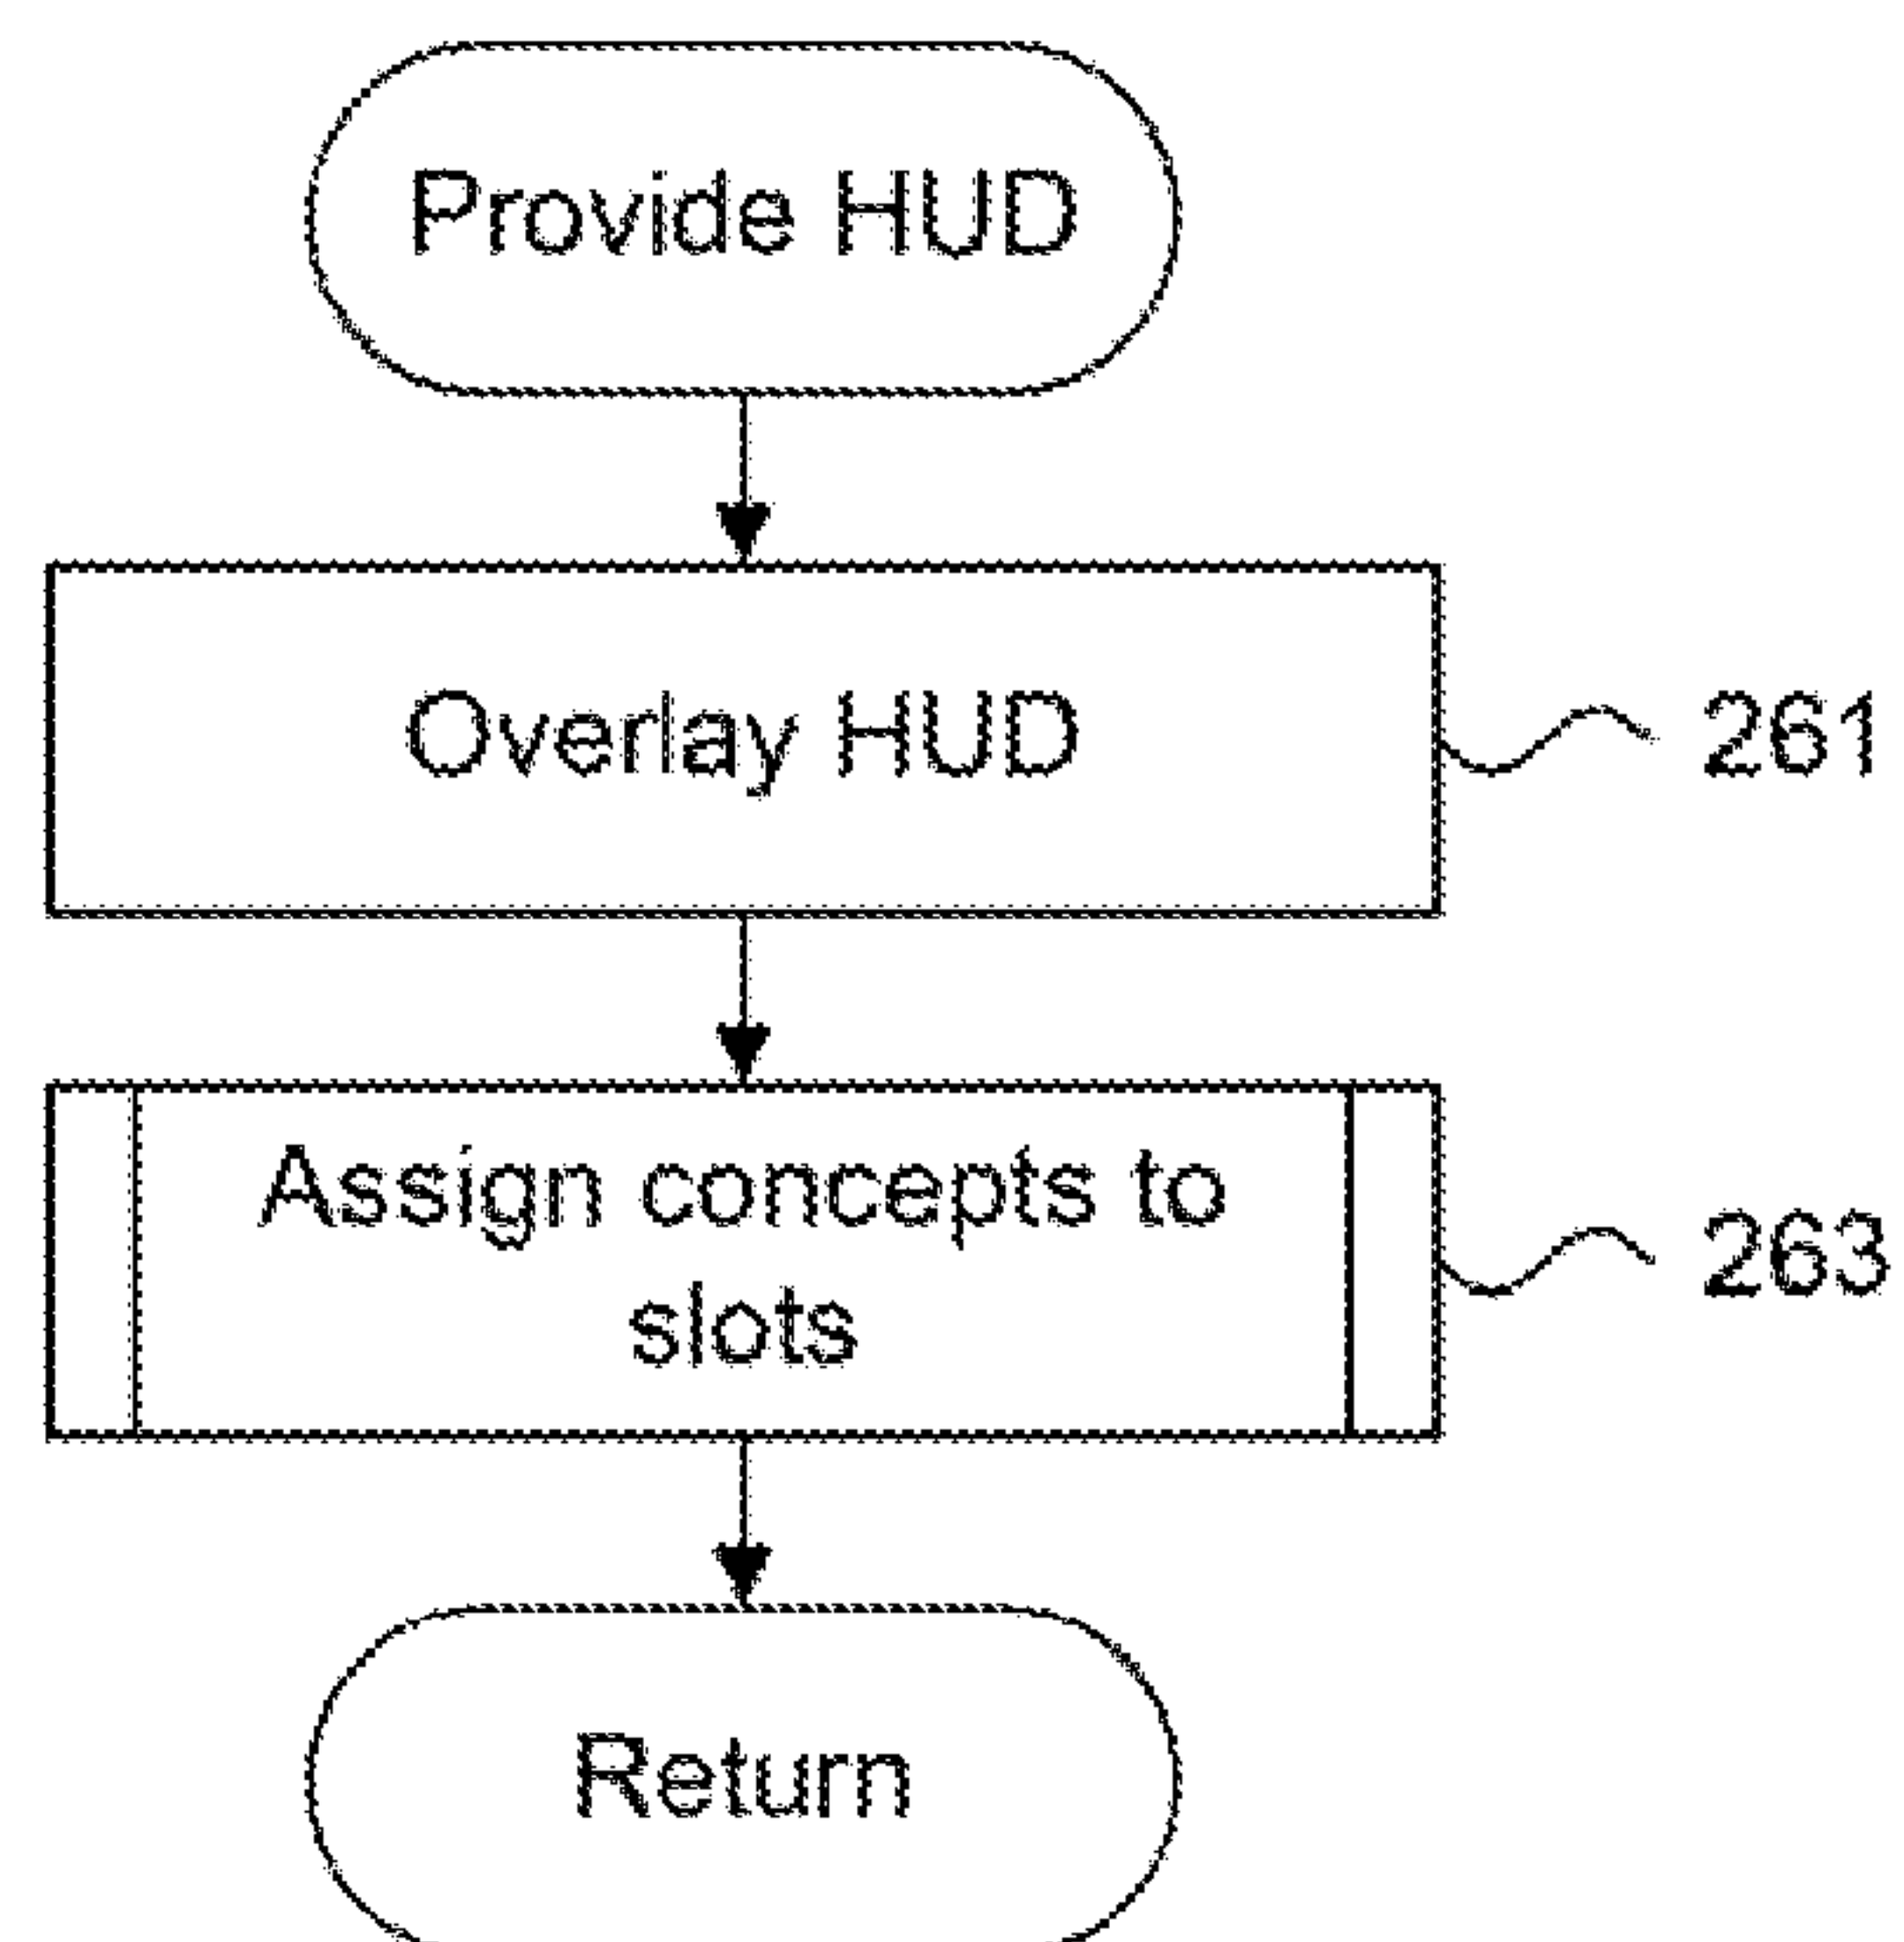 Provide HUD
Overlay HUD
261
Assign concepts to
slots
263
Return